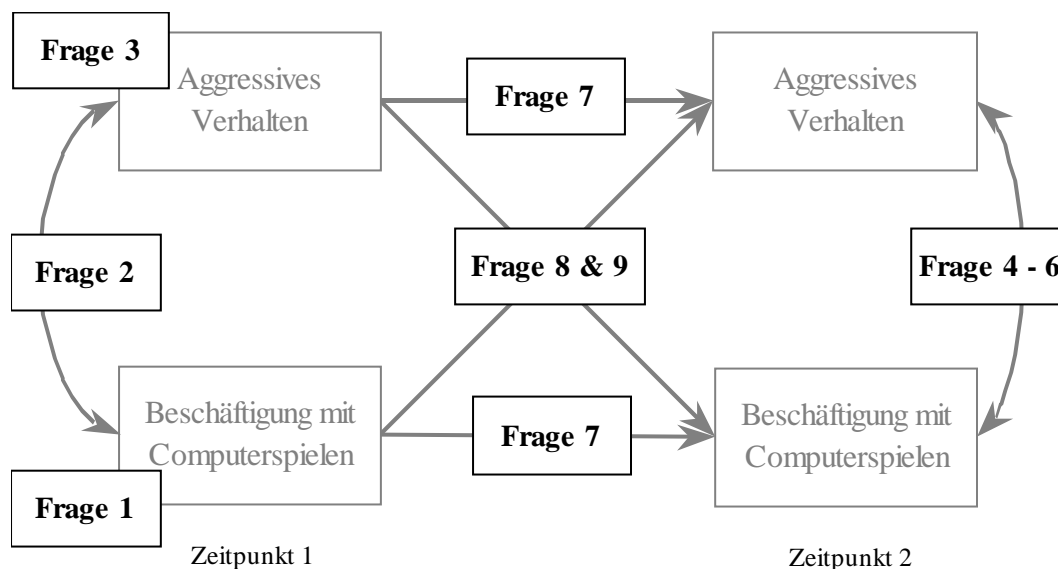 Frage 3
Aggressives
Verhalten
Frage 7
Aggressives
Verhalten
Frage 2
Frage 8 & 9
Frage 4 - 6
Beschäftigung mit
Computerspielen
Frage 7
Beschäftigung mit
Computerspielen
Frage 1
Zeitpunkt 1
Zeitpunkt 2